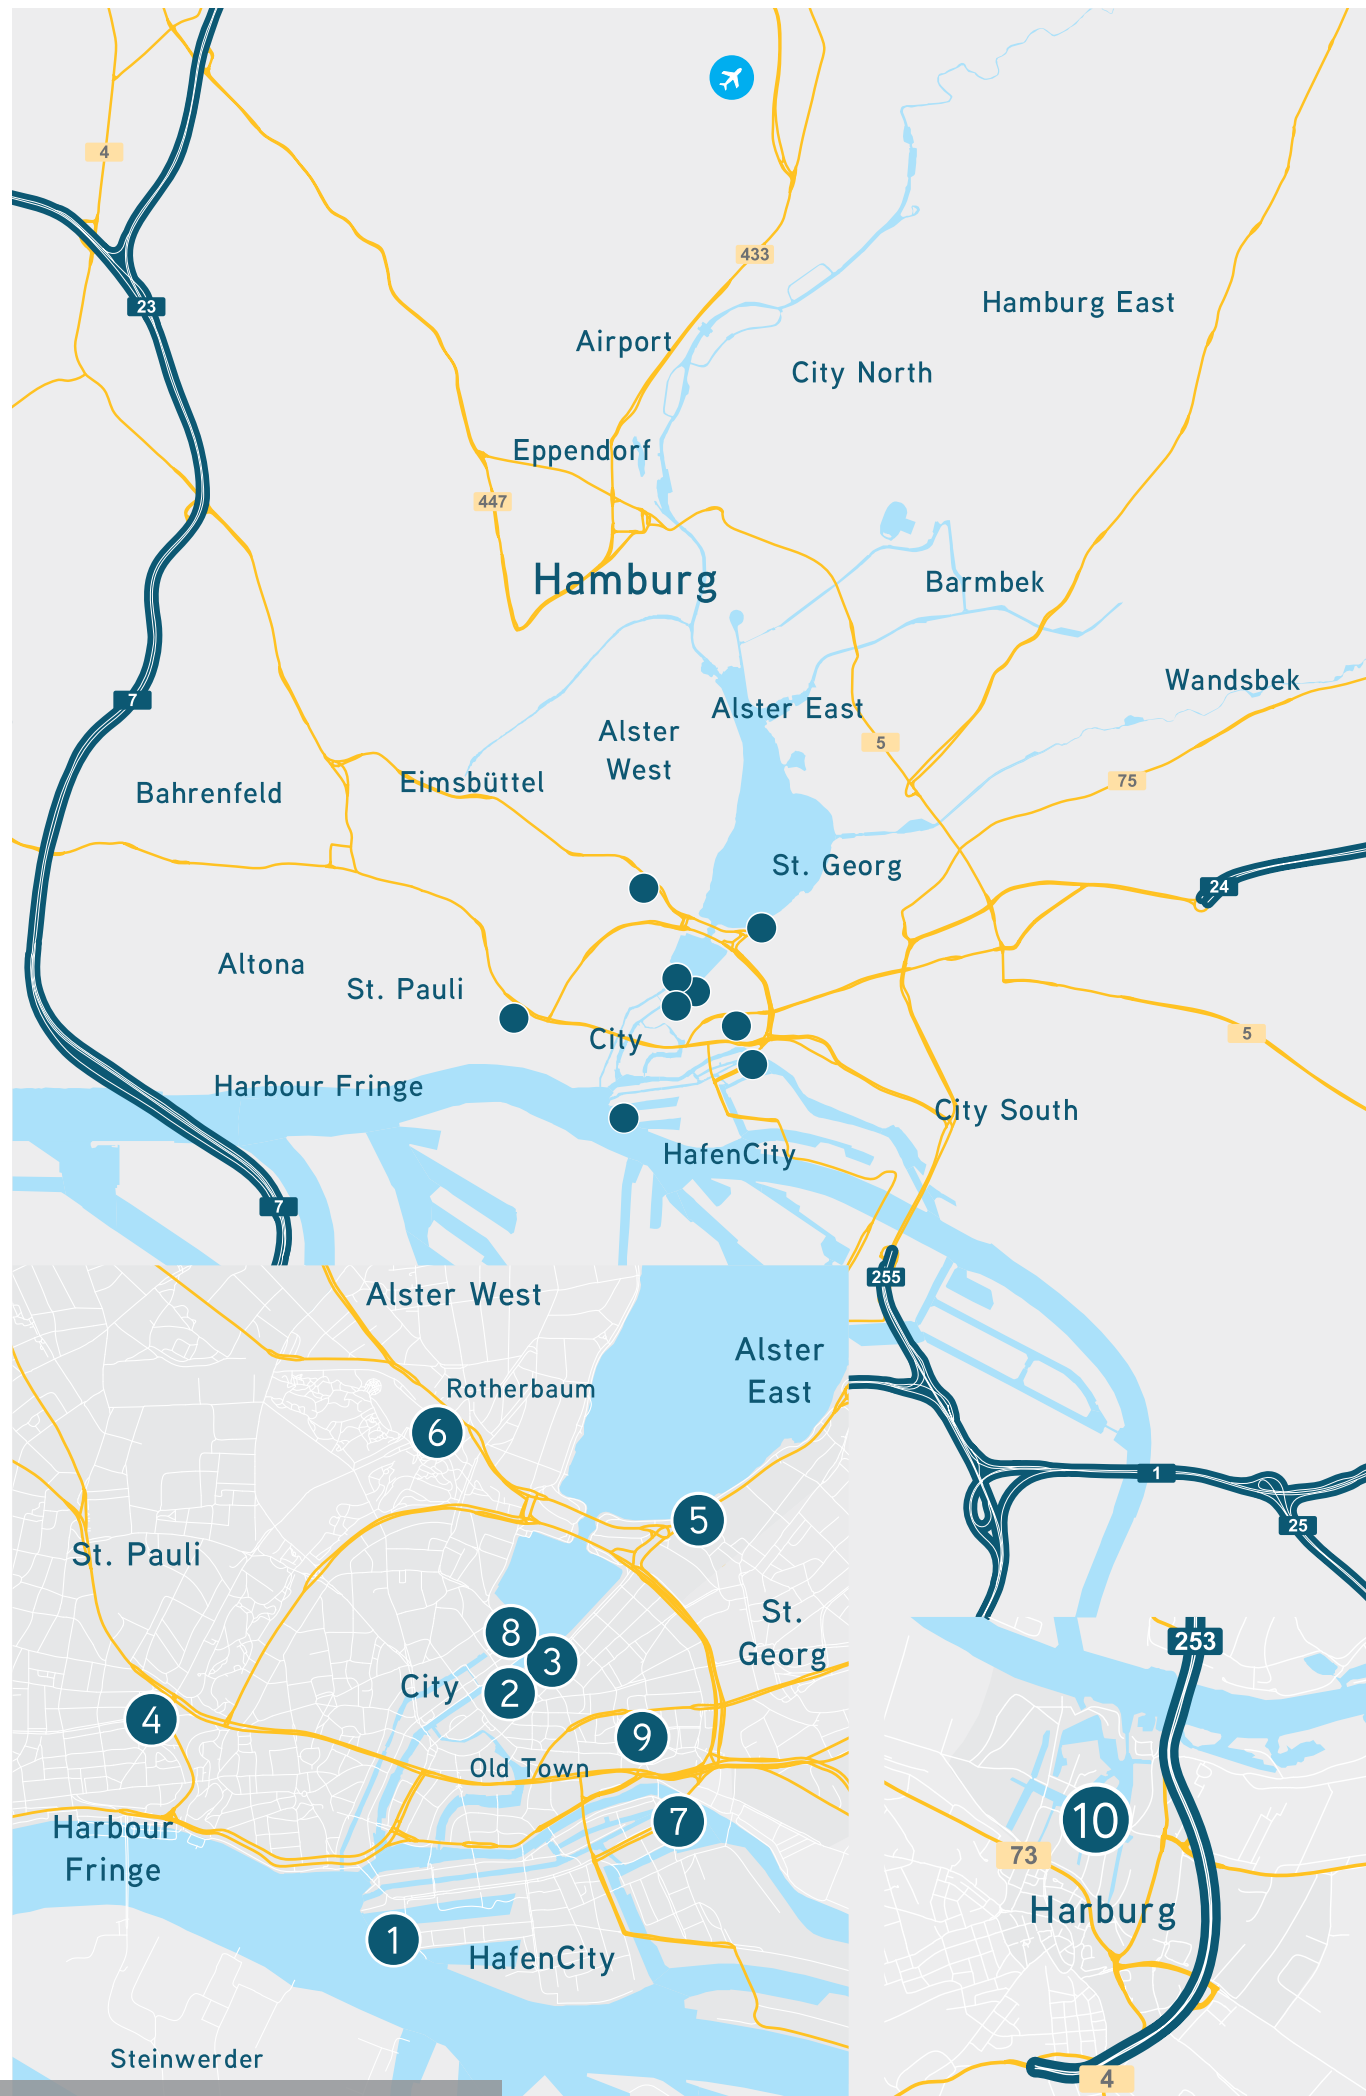 4
433
23
Hamburg East
Airport
City North
Eppendorf
447
Hamburg
Barmbek
Wandsbek
7
Alster East
Alster
West
5
75
Eimsbüttel
Bahrenfeld
St. Georg
24
Altona
St. Pauli
City
5
Harbour Fringe
City South
HafenCity
7
255
Alster West
Alster
East
Rotherbaum
6
1
5
25
St. Pauli
St.
Georg
8
3
City
2
4
9
Old Town
7
Harbour
Fringe
1
HafenCity
Steinwerder
253
10
73
Harburg
4